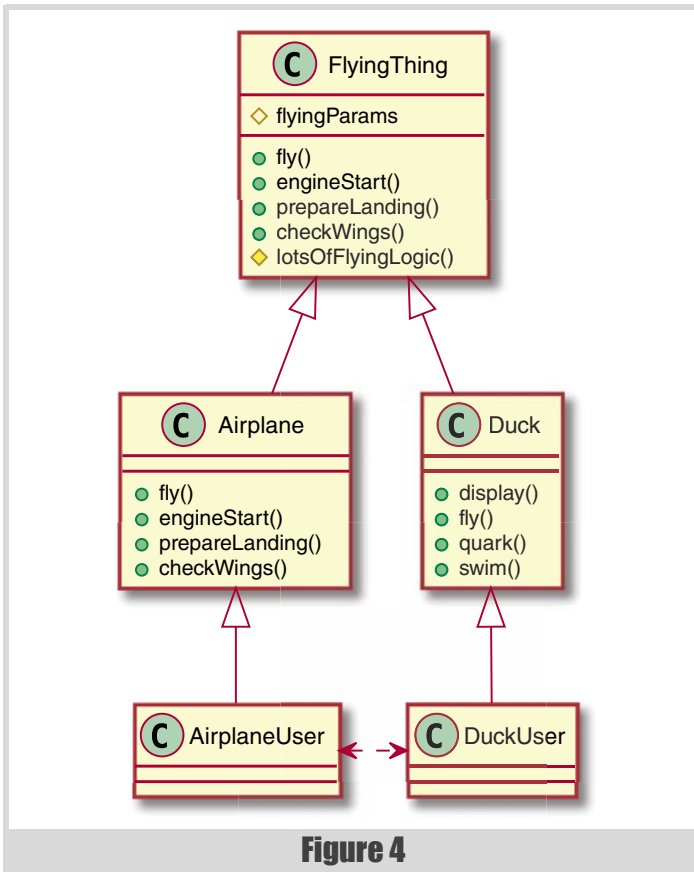 C FlyingThing
flyingParams
fly()
engineStart()
prepareLanding()
checkWings()
lotsOfFlyingLogic()
C Airplane
fly()
engineStart()
prepareLanding()
checkWings()
C Duck
display()
fly()
quark()
swim()
C AirplaneUser
C DuckUser
Figure 4